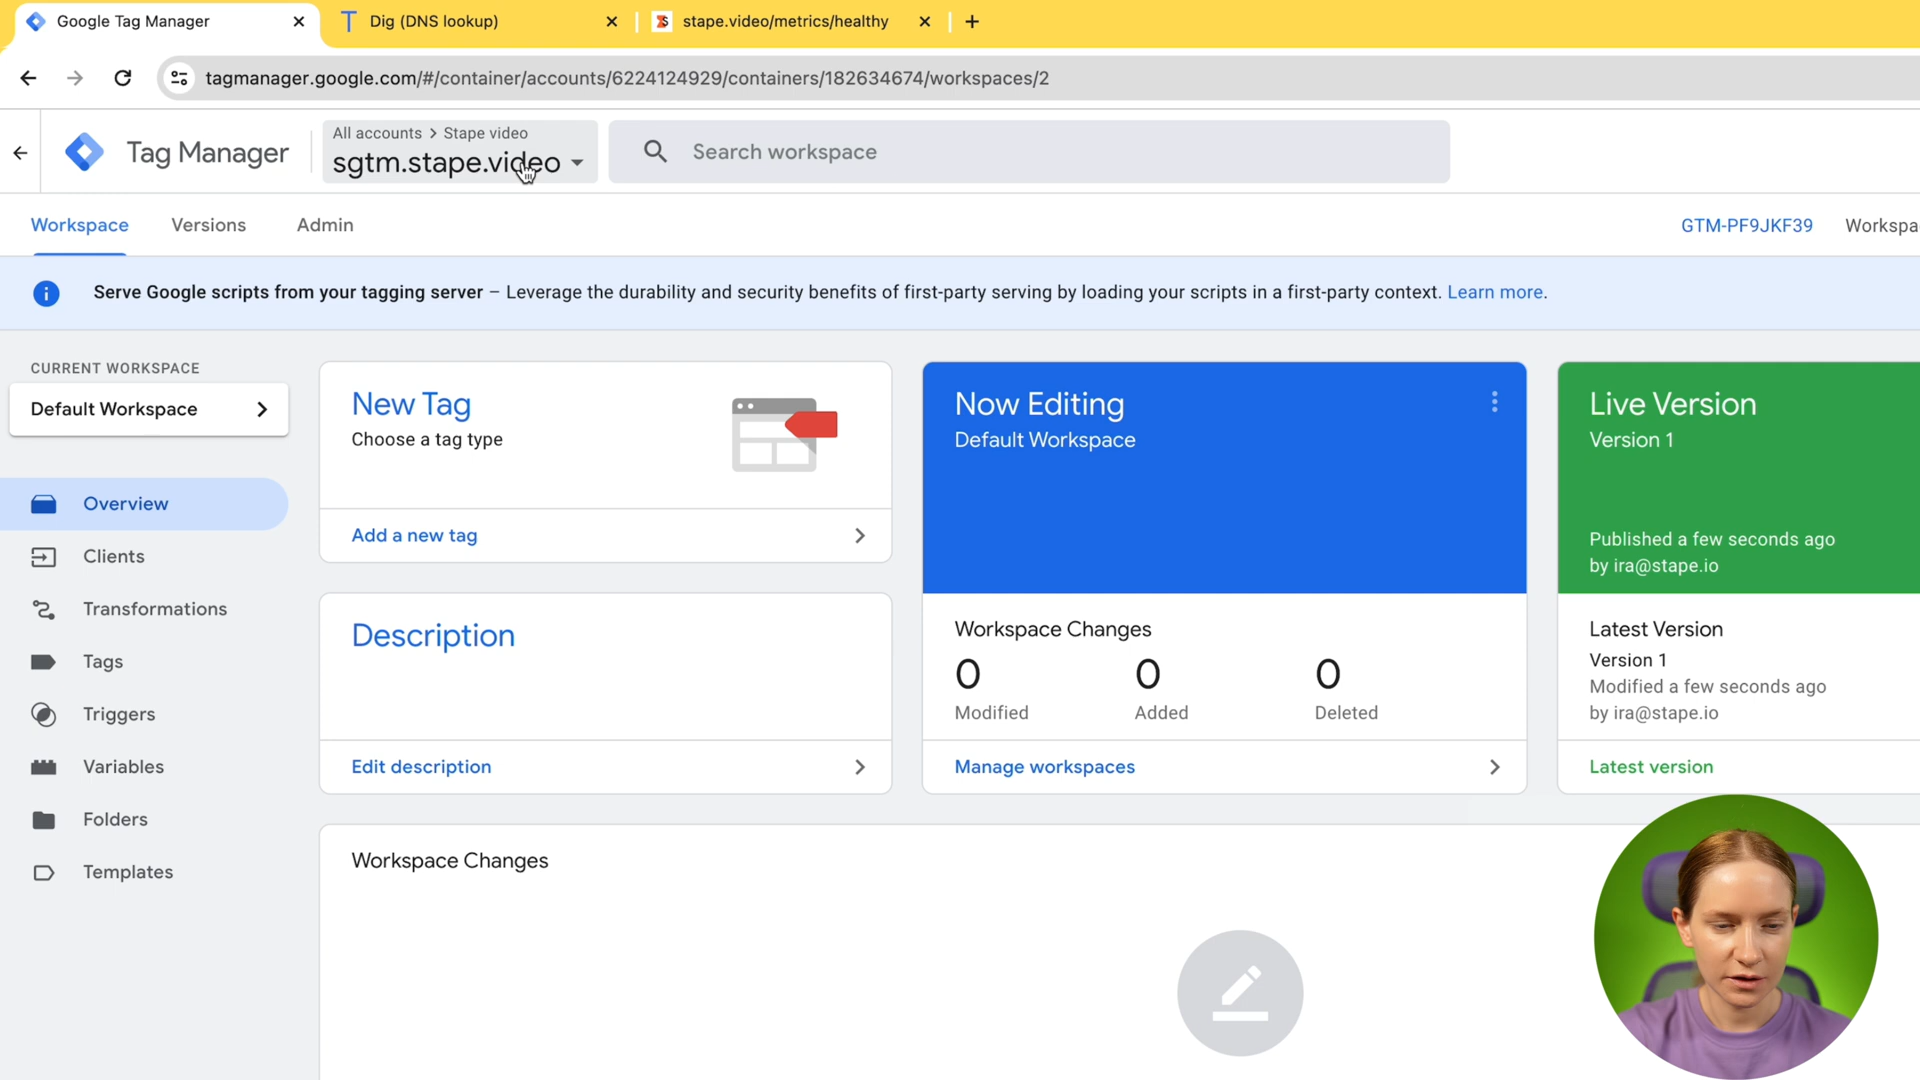 Google Tag Manager
Dig (DNS lookup)
stape.video/metrics/healthy
tagmanager.google.com/#/container/accounts/6224124929/containers/182634674/workspaces/2
Tag Manager
All accounts > Stape video
sgtm.stape.video
Search workspace
Workspace
Versions
Admin
GTM-PF9JKF39
Workspa
Serve Google scripts from your tagging server – Leverage the durability and security benefits of first-party serving by loading your scripts in a first-party context. Learn more.
CURRENT WORKSPACE
Default Workspace
Overview
Clients
Transformations
Tags
Triggers
Variables
Folders
Templates
New Tag
Choose a tag type
Add a new tag
Description
Edit description
Now Editing
Default Workspace
Workspace Changes
0 0 0
Modified Added Deleted
Manage workspaces
Live Version
Version 1
Published a few seconds ago
by ira@stape.io
Latest Version
Version 1
Modified a few seconds ago
by ira@stape.io
Latest version
Workspace Changes